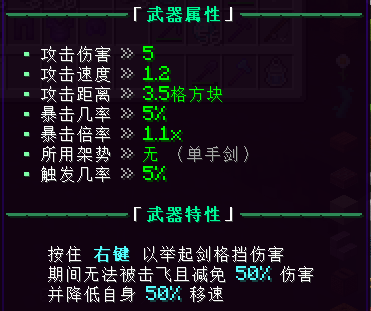 「武器属性」
▪ 攻击伤害 » 5
▪ 攻击速度 » 1.2
▪ 攻击距离 » 3.5格方块
▪ 暴击几率 » 5%
▪ 暴击倍率 » 1.1x
▪ 所用架势 » 无 （单手剑）
▪ 触发几率 » 5%
「武器特性」
按住 右键 以举起剑格挡伤害
期间无法被击飞且减免 50% 伤害
并降低自身 50% 移速